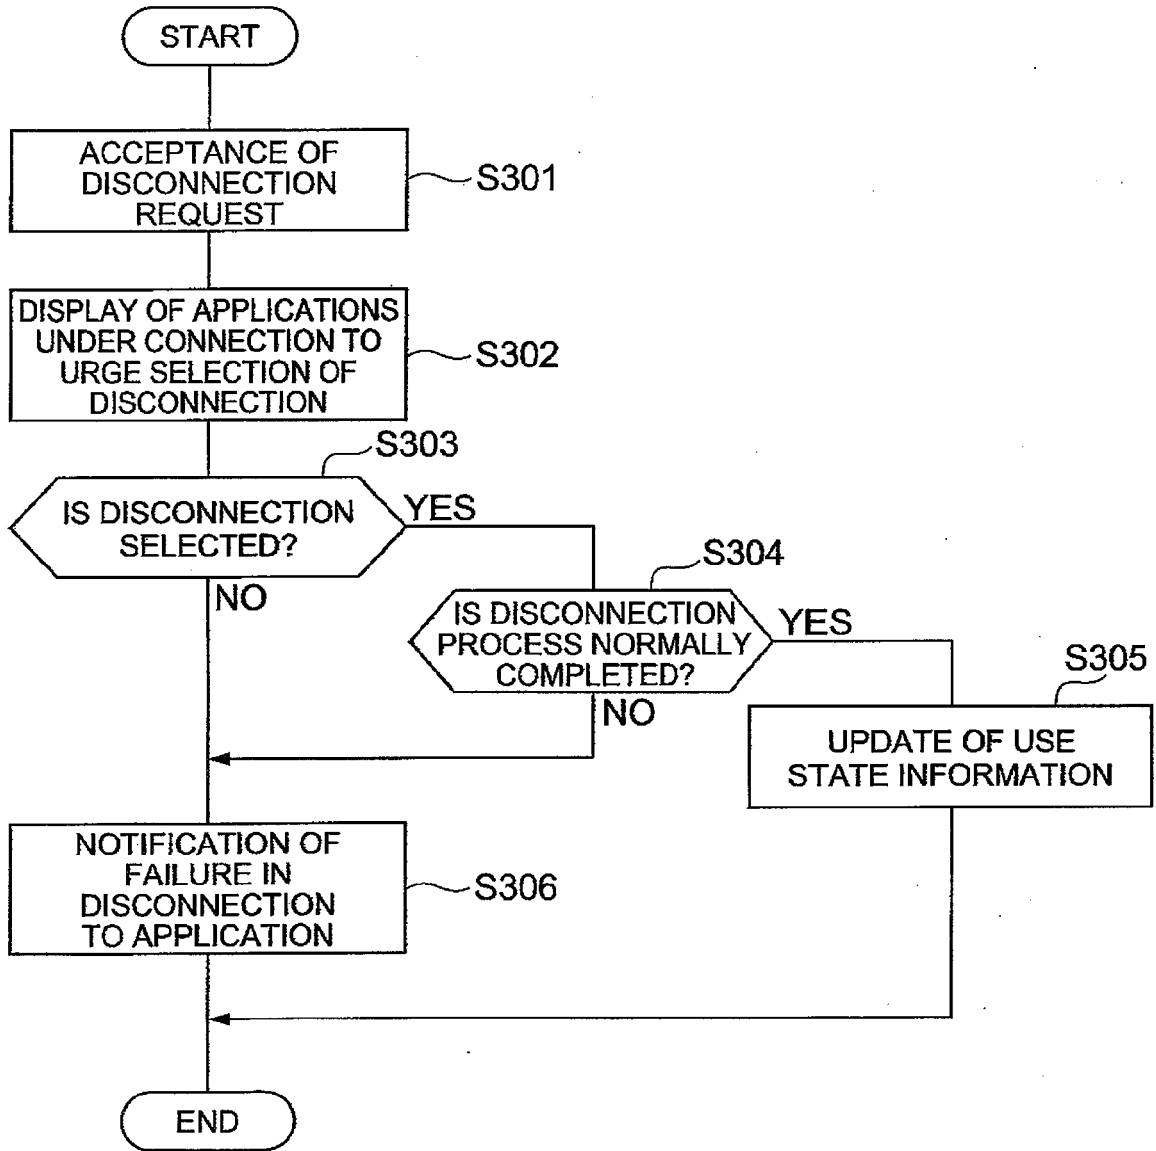 START
ACCEPTANCE OF
DISCONNECTION
REQUEST
S301
DISPLAY OF APPLICATIONS
UNDER CONNECTION TO
URGE SELECTION OF
DISCONNECTION
S302
S303
IS DISCONNECTION
SELECTED?
YES
NO
S304
IS DISCONNECTION
PROCESS NORMALLY
COMPLETED?
YES
NO
S305
UPDATE OF USE
STATE INFORMATION
NOTIFICATION OF
FAILURE IN
DISCONNECTION
TO APPLICATION
S306
END